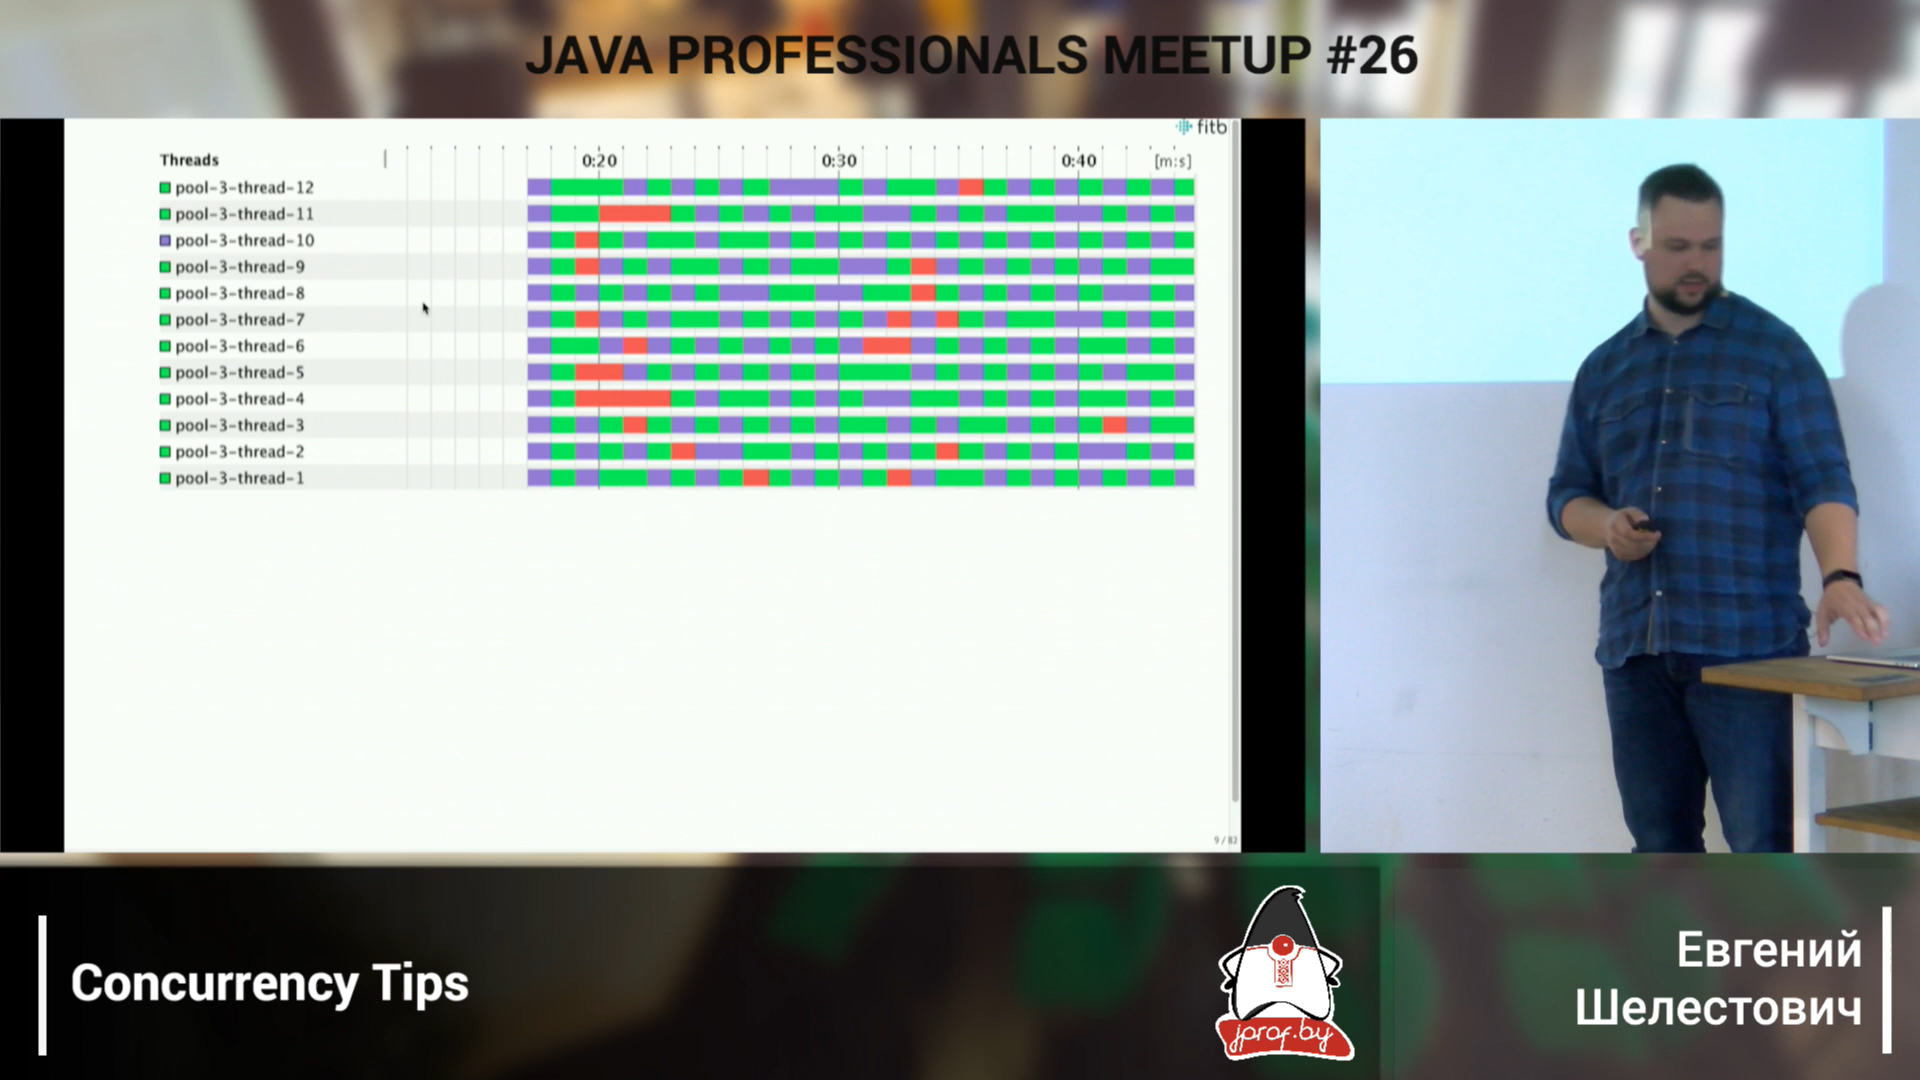 JAVA PROFESSIONALS MEETUP #26
fitb
Threads
0:20
0:30
0:40
[m:s]
pool-3-thread-12
pool-3-thread-11
pool-3-thread-10
pool-3-thread-9
pool-3-thread-8
pool-3-thread-7
pool-3-thread-6
pool-3-thread-5
pool-3-thread-4
pool-3-thread-3
pool-3-thread-2
pool-3-thread-1
9 / 82
Concurrency Tips
jprof.by
Евгений
Шелестович